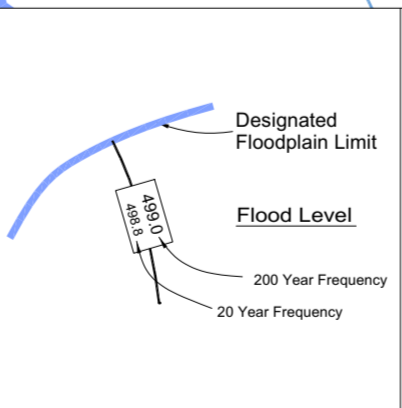 Designated
Floodplain Limit
499.0
498.8
Flood Level
200 Year Frequency
20 Year Frequency